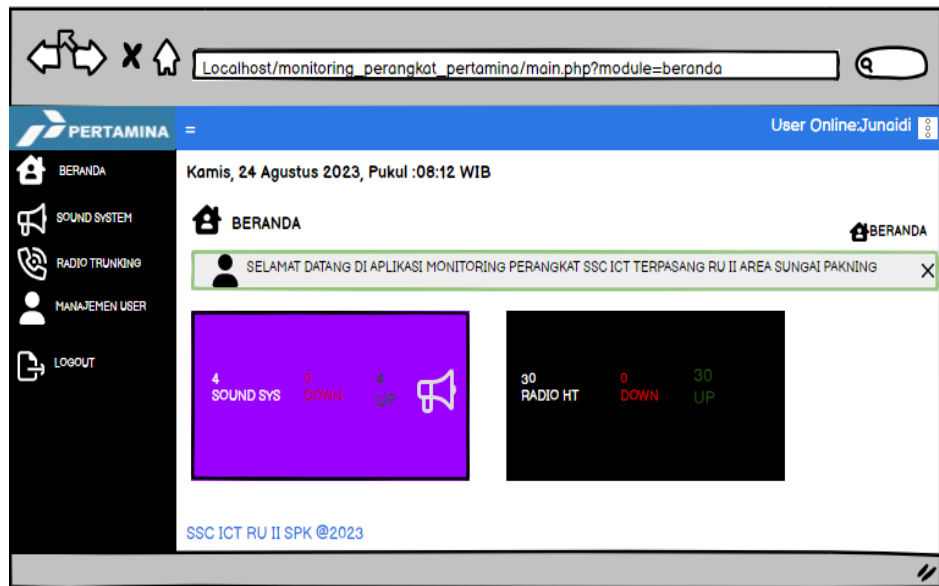 Localhost/monitoring_perangkat_pertamina/main.php?module=beranda
PERTAMINA =
User Online:Junaidi
BERANDA
SOUND SYSTEM
RADIO TRUNKING
MANAJEMEN USER
LOGOUT
Kamis, 24 Agustus 2023, Pukul :08:12 WIB
BERANDA
BERANDA
SELAMAT DATANG DI APLIKASI MONITORING PERANGKAT SSC ICT TERPASANG RU II AREA SUNGAI PAKNING
4 0 4
SOUND SYS DOWN UP
30 0 30
RADIO HT DOWN UP
SSC ICT RU II SPK @2023